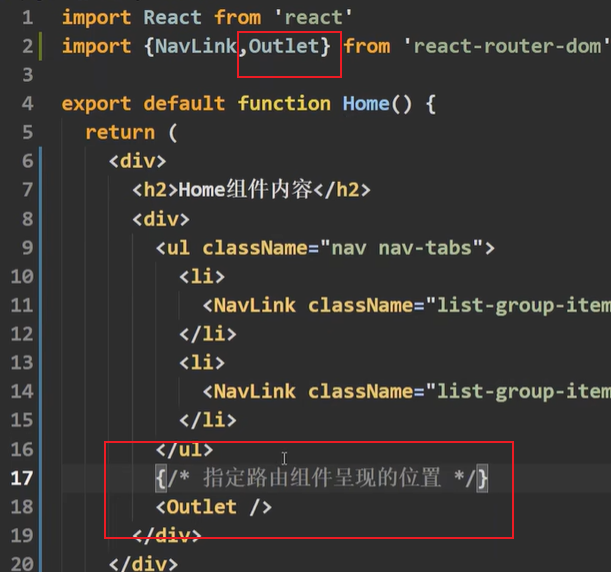 1 import React from 'react'
2 import {NavLink,Outlet} from 'react-router-dom'
3
4 export default function Home() {
5 return (
6 <div>
7 <h2>Home组件内容</h2>
8 <div>
9 <ul className="nav nav-tabs">
10 <li>
11 <NavLink className="list-group-item
12 </li>
13 <li>
14 <NavLink className="list-group-item
15 </li>
16 </ul>
17 {/* 指定路由组件呈现的位置 */}
18 <Outlet />
19 </div>
20 </div>